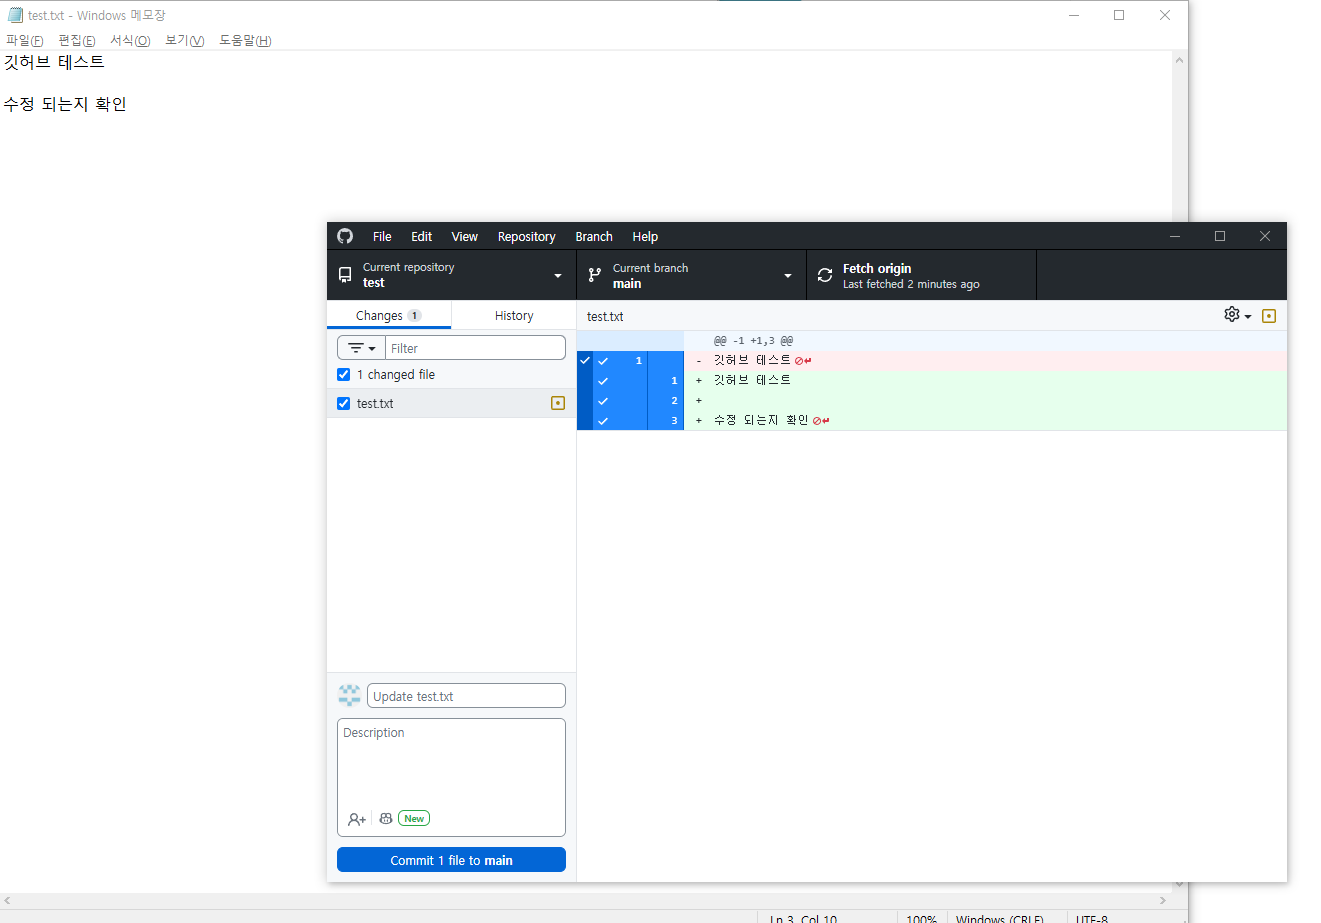 test.txt - Windows 메모장
파일(F) 편집(E) 서식(O) 보기(V) 도움말(H)
깃허브 테스트
수정 되는지 확인
File Edit View Repository Branch Help
Current repository
test
Current branch
main
Fetch origin
Last fetched 2 minutes ago
Changes 1 History
test.txt
Filter
1 changed file
test.txt
@@ -1 +1,3 @@
1 - 깃허브 테스트
1 + 깃허브 테스트
2 +
3 + 수정 되는지 확인
Update test.txt
Description
New
Commit 1 file to main
Ln 3, Col 10 100% Windows (CRLF) UTF-8